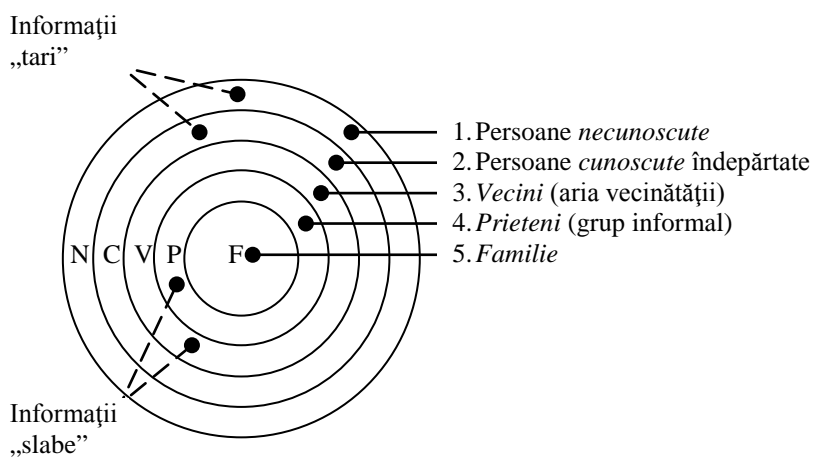 Informaţii
„tari”
1. Persoane necunoscute
2. Persoane cunoscute îndepărtate
3. Vecini (aria vecinătăţii)
4. Prieteni (grup informal)
5. Familie
N C V P F
Informaţii
„slabe”